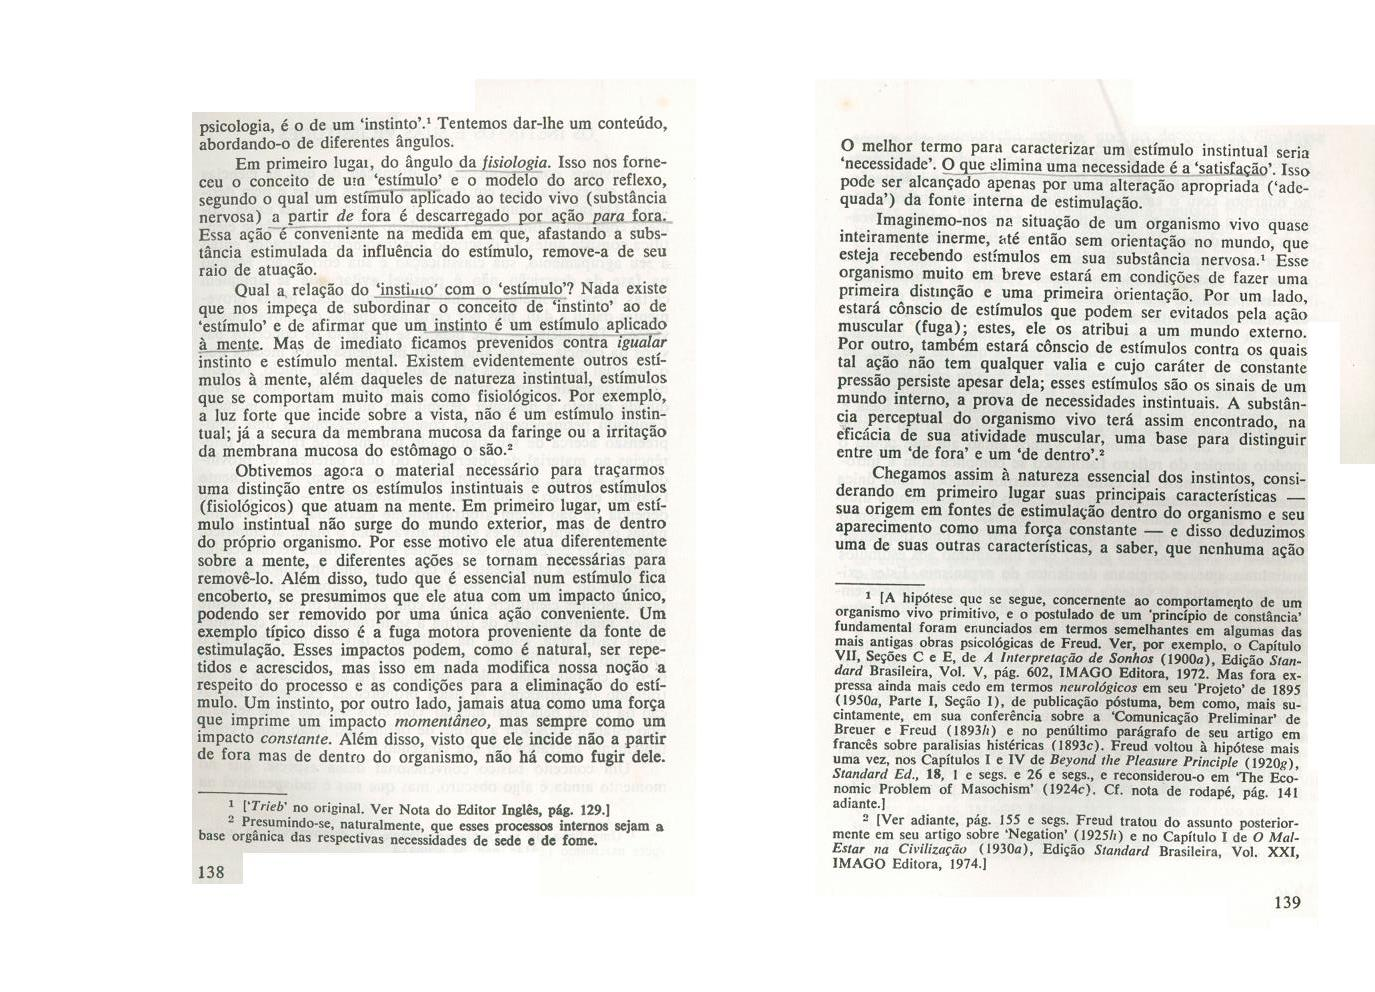 psicologia, é o de um ‘instinto’.¹ Tentemos dar-lhe um conteúdo,
abordando-o de diferentes ângulos.
Em primeiro lugar, do ângulo da fisiologia. Isso nos forne-
ceu o conceito de um ‘estímulo’ e o modelo do arco reflexo,
segundo o qual um estímulo aplicado ao tecido vivo (substância
nervosa) a partir de fora é descarregado por ação para fora.
Essa ação é conveniente na medida em que, afastando a subs-
tância estimulada da influência do estímulo, remove-a de seu
raio de atuação.
Qual a relação do ‘instinto’ com o ‘estímulo’? Nada existe
que nos impeça de subordinar o conceito de ‘instinto’ ao de
‘estímulo’ e de afirmar que um instinto é um estímulo aplicado
à mente. Mas de imediato ficamos prevenidos contra igualar
instinto e estímulo mental. Existem evidentemente outros estí-
mulos à mente, além daqueles de natureza instintual, estímulos
que se comportam muito mais como fisiológicos. Por exemplo,
a luz forte que incide sobre a vista, não é um estímulo instin-
tual; já a secura da membrana mucosa da faringe ou a irritação
da membrana mucosa do estômago o são.²
Obtivemos agora o material necessário para traçarmos
uma distinção entre os estímulos instintuais e outros estímulos
(fisiológicos) que atuam na mente. Em primeiro lugar, um estí-
mulo instintual não surge do mundo exterior, mas de dentro
do próprio organismo. Por esse motivo ele atua diferentemente
sobre a mente, e diferentes ações se tornam necessárias para
removê-lo. Além disso, tudo que é essencial num estímulo fica
encoberto, se presumimos que ele atua com um impacto único,
podendo ser removido por uma única ação conveniente. Um
exemplo típico disso é a fuga motora proveniente da fonte de
estimulação. Esses impactos podem, como é natural, ser repe-
tidos e acrescidos, mas isso em nada modifica nossa noção a
respeito do processo e as condições para a eliminação do estí-
mulo. Um instinto, por outro lado, jamais atua como uma força
que imprime um impacto momentâneo, mas sempre como um
impacto constante. Além disso, visto que ele incide não a partir
de fora mas de dentro do organismo, não há como fugir dele.
¹ [‘Trieb’ no original. Ver Nota do Editor Inglês, pág. 129.]
² Presumindo-se, naturalmente, que esses processos internos sejam a
base orgânica das respectivas necessidades de sede e de fome.
138
O melhor termo para caracterizar um estímulo instintual seria
‘necessidade’. O que elimina uma necessidade é a ‘satisfação’. Isso
pode ser alcançado apenas por uma alteração apropriada (‘ade-
quada’) da fonte interna de estimulação.
Imaginemo-nos na situação de um organismo vivo quase
inteiramente inerme, até então sem orientação no mundo, que
esteja recebendo estímulos em sua substância nervosa.¹ Esse
organismo muito em breve estará em condições de fazer uma
primeira distinção e uma primeira orientação. Por um lado,
estará cônscio de estímulos que podem ser evitados pela ação
muscular (fuga); estes, ele os atribui a um mundo externo.
Por outro, também estará cônscio de estímulos contra os quais
tal ação não tem qualquer valia e cujo caráter de constante
pressão persiste apesar dela; esses estímulos são os sinais de um
mundo interno, a prova de necessidades instintuais. A substân-
cia perceptual do organismo vivo terá assim encontrado, na
eficácia de sua atividade muscular, uma base para distinguir
entre um ‘de fora’ e um ‘de dentro’.²
Chegamos assim à natureza essencial dos instintos, consi-
derando em primeiro lugar suas principais características —
sua origem em fontes de estimulação dentro do organismo e seu
aparecimento como uma força constante — e disso deduzimos
uma de suas outras características, a saber, que nenhuma ação
¹ [A hipótese que se segue, concernente ao comportamento de um
organismo vivo primitivo, e o postulado de um ‘princípio de constância’
fundamental foram enunciados em termos semelhantes em algumas das
mais antigas obras psicológicas de Freud. Ver, por exemplo, o Capítulo
VII, Seções C e E, de A Interpretação de Sonhos (1900a), Edição Stan-
dard Brasileira, Vol. V, pág. 602, IMAGO Editora, 1972. Mas fora ex-
pressa ainda mais cedo em termos neurológicos em seu ‘Projeto’ de 1895
(1950a, Parte I, Seção I), de publicação póstuma, bem como, mais su-
cintamente, em sua conferência sobre a ‘Comunicação Preliminar’ de
Breuer e Freud (1893h) e no penúltimo parágrafo de seu artigo em
francês sobre paralisias histéricas (1893c). Freud voltou à hipótese mais
uma vez, nos Capítulos I e IV de Beyond the Pleasure Principle (1920g),
Standard Ed., 18, 1 e segs. e 26 e segs., e reconsiderou-o em ‘The Eco-
nomic Problem of Masochism’ (1924c). Cf. nota de rodapé, pág. 141
adiante.]
² [Ver adiante, pág. 155 e segs. Freud tratou do assunto posterior-
mente em seu artigo sobre ‘Negation’ (1925h) e no Capítulo I de O Mal-
Estar na Civilização (1930a), Edição Standard Brasileira, Vol. XXI,
IMAGO Editora, 1974.]
139